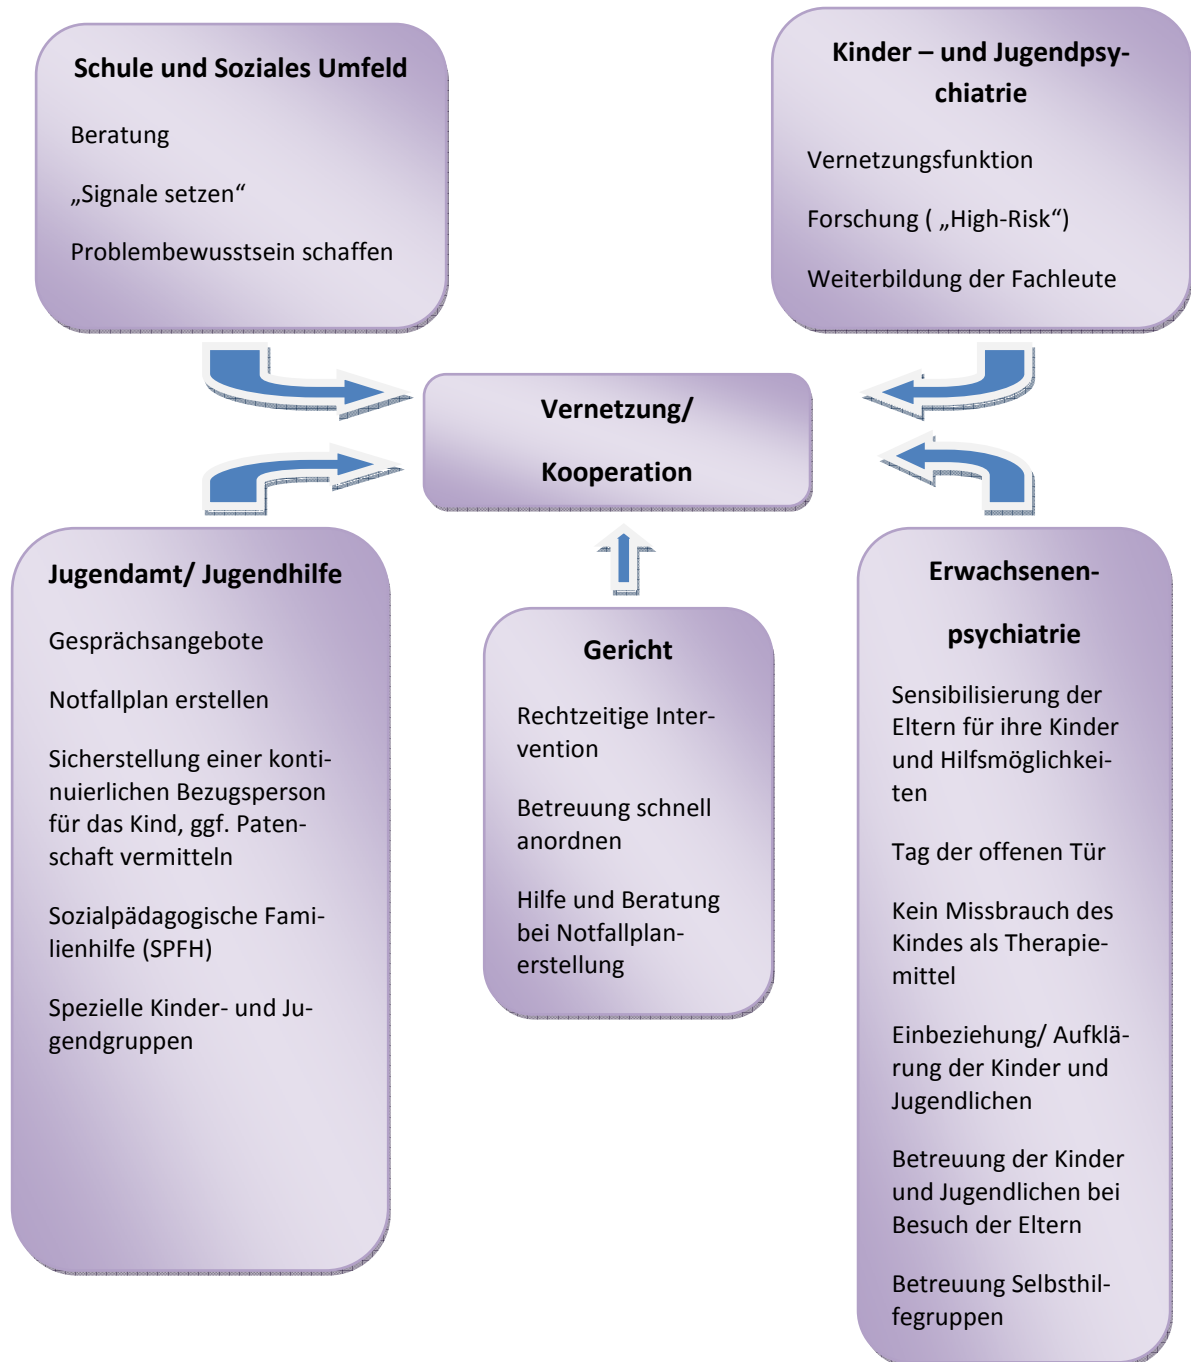 Schule und Soziales Umfeld
Beratung
„Signale setzen“
Problembewusstsein schaffen
Kinder – und Jugendpsy-
chiatrie
Vernetzungsfunktion
Forschung ( „High-Risk“)
Weiterbildung der Fachleute
Vernetzung/
Kooperation
Jugendamt/ Jugendhilfe
Gesprächsangebote
Notfallplan erstellen
Sicherstellung einer konti-
nuierlichen Bezugsperson
für das Kind, ggf. Paten-
schaft vermitteln
Sozialpädagogische Fami-
lienhilfe (SPFH)
Spezielle Kinder- und Ju-
gendgruppen
Gericht
Rechtzeitige Inter-
vention
Betreuung schnell
anordnen
Hilfe und Beratung
bei Notfallplan-
erstellung
Erwachsenen-
psychiatrie
Sensibilisierung der
Eltern für ihre Kinder
und Hilfsmöglichkei-
ten
Tag der offenen Tür
Kein Missbrauch des
Kindes als Therapie-
mittel
Einbeziehung/ Aufklä-
rung der Kinder und
Jugendlichen
Betreuung der Kinder
und Jugendlichen bei
Besuch der Eltern
Betreuung Selbsthil-
fegruppen